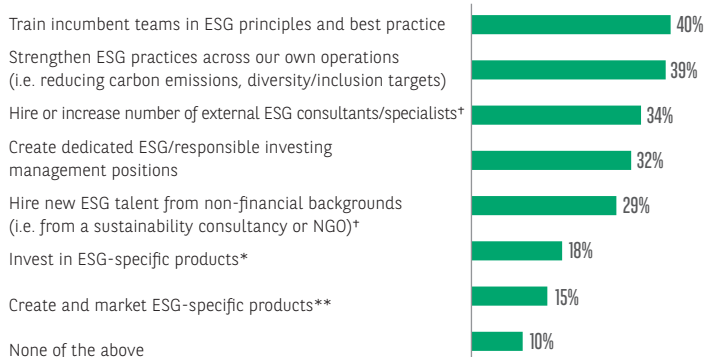 Train incumbent teams in ESG principles and best practice 40%
Strengthen ESG practices across our own operations
(i.e. reducing carbon emissions, diversity/inclusion targets) 39%
Hire or increase number of external ESG consultants/specialists† 34%
Create dedicated ESG/responsible investing
management positions 32%
Hire new ESG talent from non-financial backgrounds
(i.e. from a sustainability consultancy or NGO)† 29%
Invest in ESG-specific products* 18%
Create and market ESG-specific products** 15%
None of the above 10%